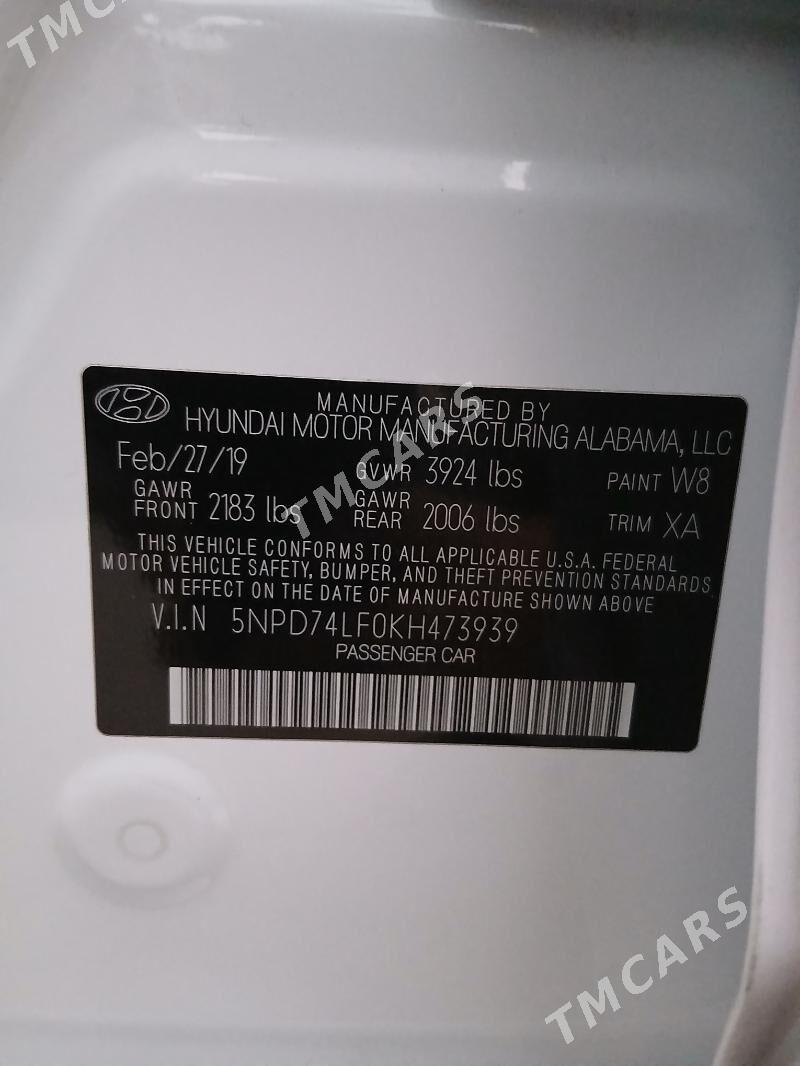 TMCARS
MANUFACTURED BY
HYUNDAI MOTOR MANUFACTURING ALABAMA, LLC
Feb/27/19 GVWR 3924 lbs PAINT W8
GAWR FRONT 2183 lbs GAWR REAR 2006 lbs TRIM XA
THIS VEHICLE CONFORMS TO ALL APPLICABLE U.S.A. FEDERAL
MOTOR VEHICLE SAFETY, BUMPER, AND THEFT PREVENTION STANDARDS
IN EFFECT ON THE DATE OF MANUFACTURE SHOWN ABOVE
V.I.N 5NPD74LF0KH473939
PASSENGER CAR
TMCARS
TMCARS